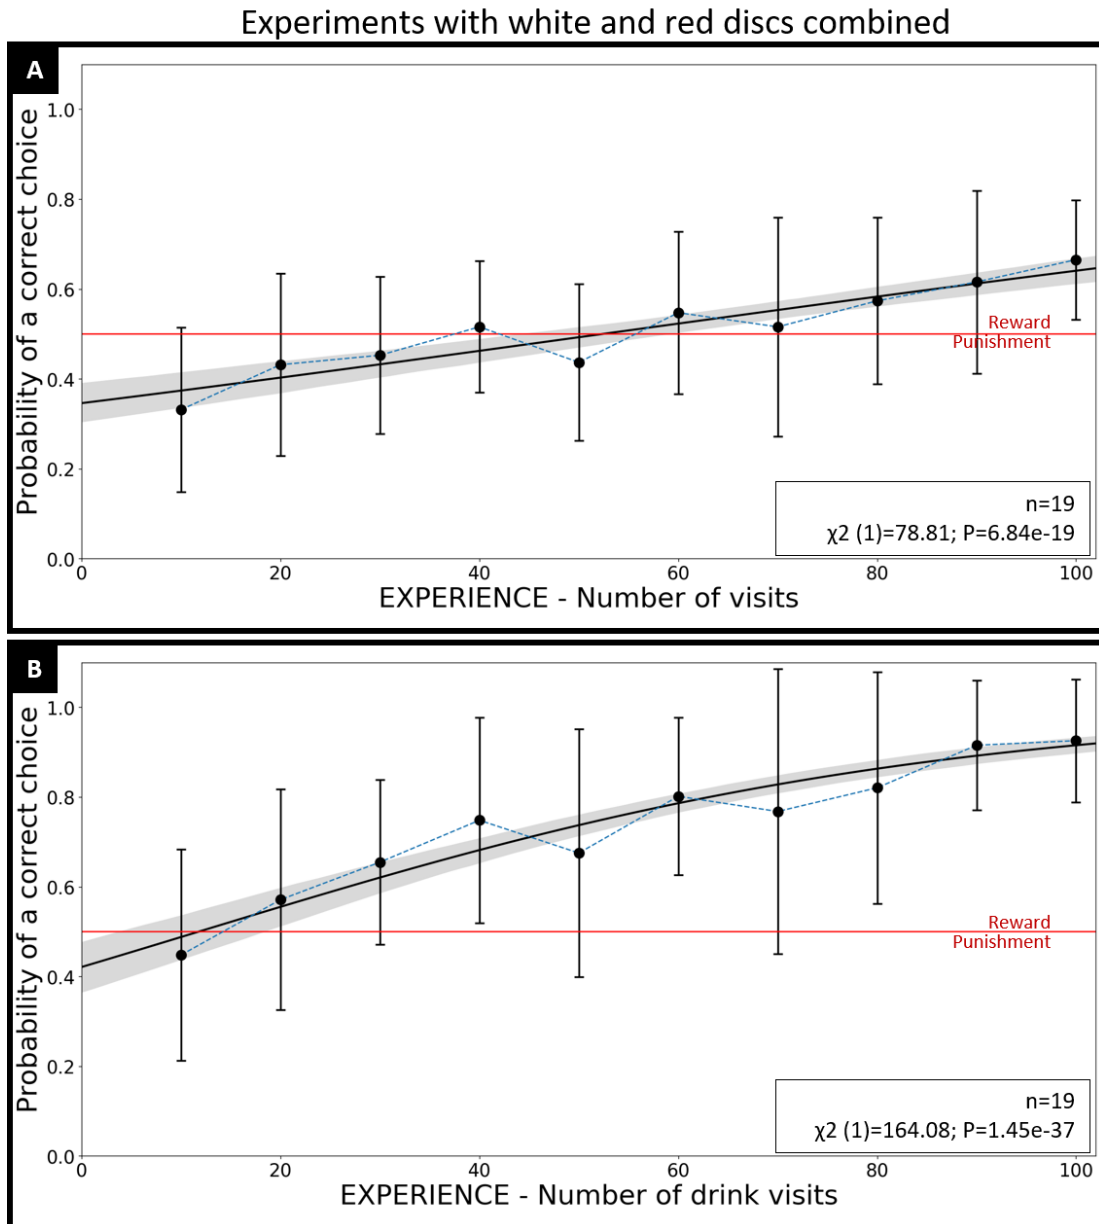 Experiments with white and red discs combined
A
Probability of a correct choice
1.0
0.8
0.6
0.4
0.2
0.0
Reward
Punishment
n=19
χ2 (1)=78.81; P=6.84e-19
0 20 40 60 80 100
EXPERIENCE - Number of visits
B
Probability of a correct choice
1.0
0.8
0.6
0.4
0.2
0.0
Reward
Punishment
n=19
χ2 (1)=164.08; P=1.45e-37
0 20 40 60 80 100
EXPERIENCE - Number of drink visits